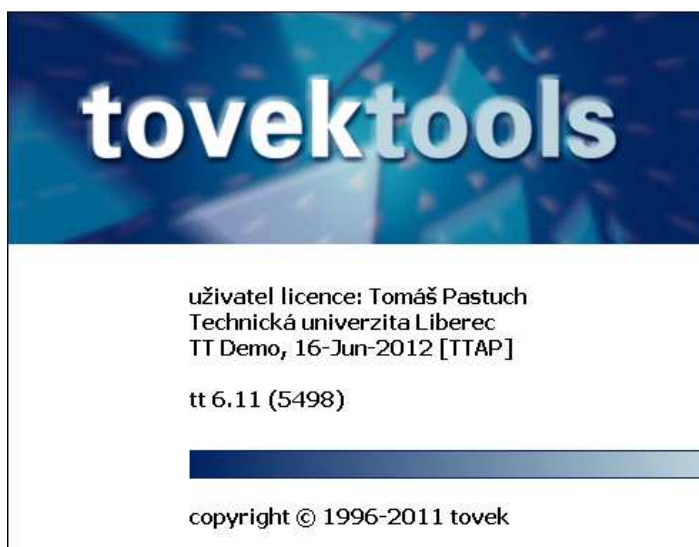 tovektools
uživatel licence: Tomáš Pastuch
Technická univerzita Liberec
TT Demo, 16-Jun-2012 [TTAP]
tt 6.11 (5498)
copyright © 1996-2011 tovek